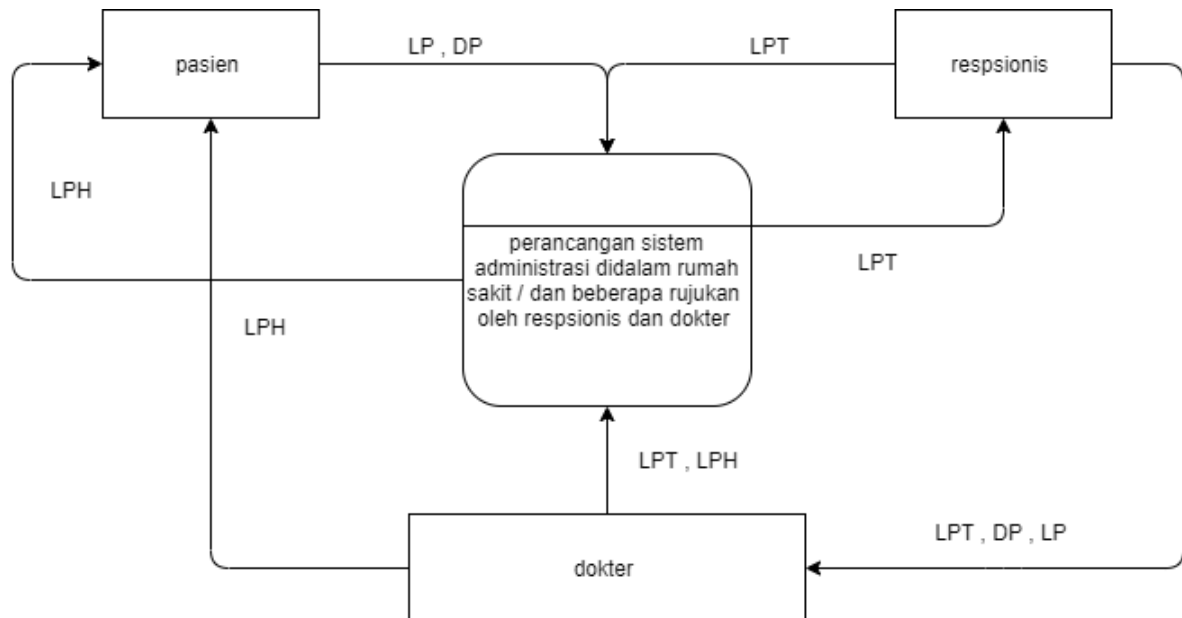 LP , DP
LPT
pasien
respsionis
LPH
perancangan sistem
administrasi didalam rumah
sakit / dan beberapa rujukan
oleh respsionis dan dokter
LPT
LPH
LPT , LPH
LPT , DP , LP
dokter